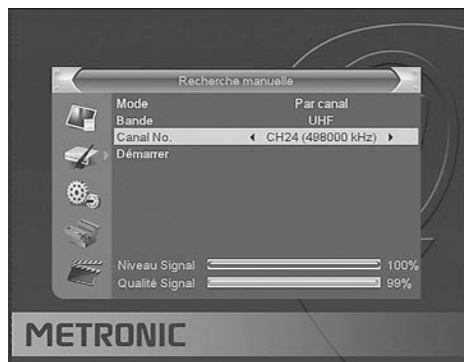 Recherche manuelle
Mode Par canal
Bande UHF
Canal No. CH24 (498000 kHz)
Démarrer
Niveau Signal 100%
Qualité Signal 99%
METRONIC